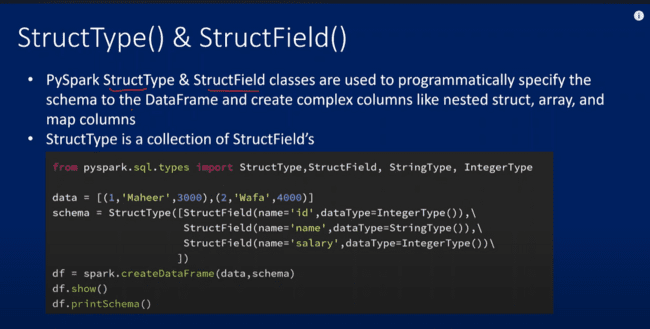 StructType() & StructField()
• PySpark StructType & StructField classes are used to programmatically specify the
schema to the DataFrame and create complex columns like nested struct, array, and
map columns
• StructType is a collection of StructField's
from pyspark.sql.types import StructType,StructField, StringType, IntegerType
data = [(1,'Maheer',3000),(2,'Wafa',4000)]
schema = StructType([StructField(name='id',dataType=IntegerType()),\
StructField(name='name',dataType=StringType()),\
StructField(name='salary',dataType=IntegerType())\
])
df = spark.createDataFrame(data,schema)
df.show()
df.printSchema()